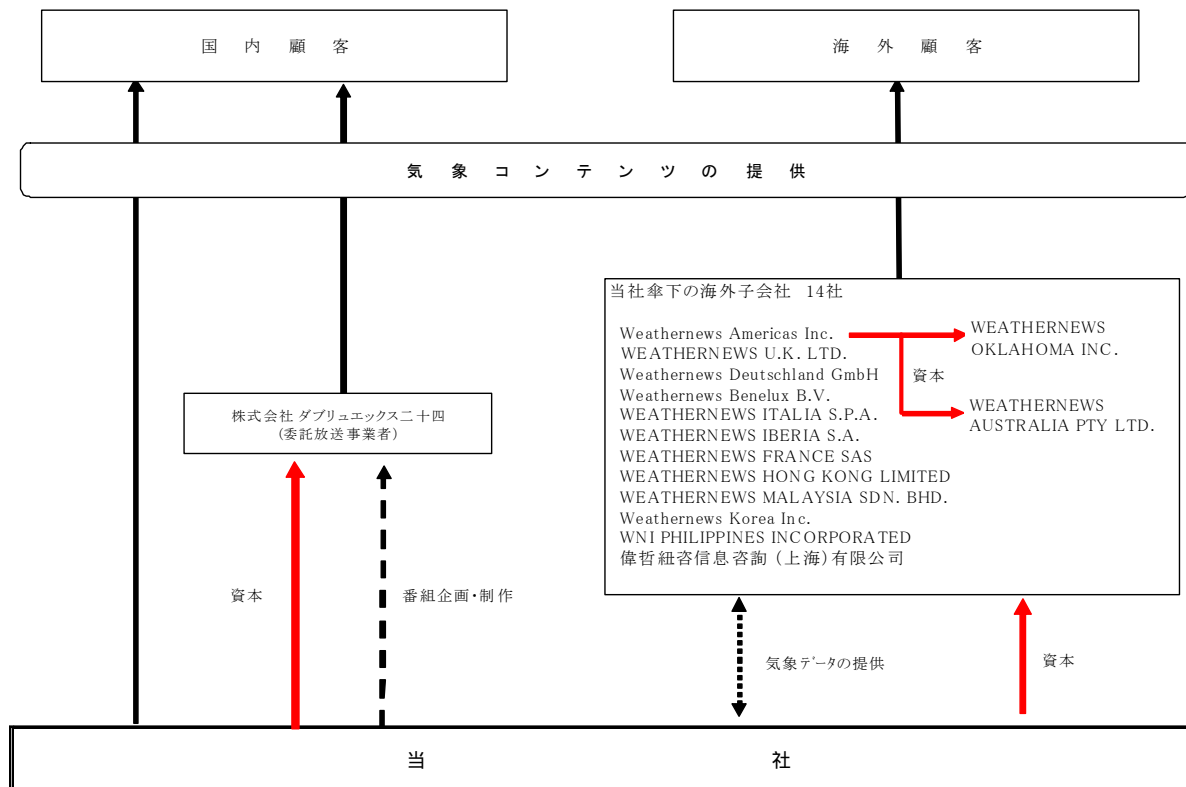 国内顧客
海外顧客
気象コンテンツの提供
当社傘下の海外子会社 14社
Weathernews Americas Inc.
WEATHERNEWS U.K. LTD.
Weathernews Deutschland GmbH
Weathernews Benelux B.V.
WEATHERNEWS ITALIA S.P.A.
WEATHERNEWS IBERIA S.A.
WEATHERNEWS FRANCE SAS
WEATHERNEWS HONG KONG LIMITED
WEATHERNEWS MALAYSIA SDN. BHD.
Weathernews Korea Inc.
WNI PHILIPPINES INCORPORATED
偉哲紐咨信息咨詢（上海）有限公司
WEATHERNEWS
OKLAHOMA INC.
資本
WEATHERNEWS
AUSTRALIA PTY LTD.
株式会社 ダブリュエックス二十四
(委託放送事業者)
資本
番組企画・制作
気象ﾃﾞｰﾀの提供
資本
当社